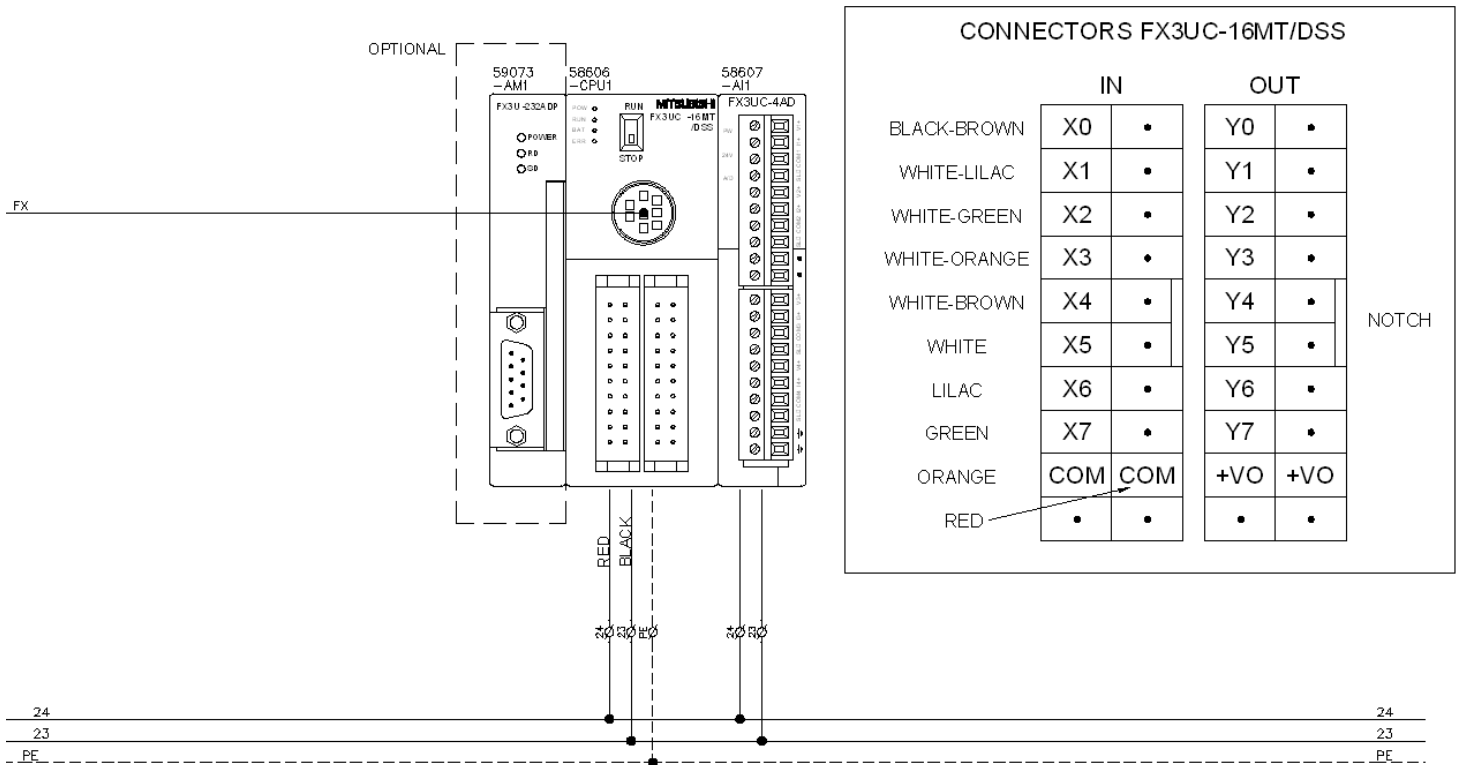 CONNECTORS FX3UC-16MT/DSS
OPTIONAL
59073
-AM1
58606
-CPU1
58607
-AI1
FX3U-232ADP
POWER
RD
SD
POW
RUN
BAT
ERR
RUN
STOP
MITSUBISHI
FX3UC -16MT
/DSS
FX3UC-4AD
24V
A/D
FX
IN OUT
BLACK-BROWN X0 • Y0 •
WHITE-LILAC X1 • Y1 •
WHITE-GREEN X2 • Y2 •
WHITE-ORANGE X3 • Y3 •
WHITE-BROWN X4 • Y4 •
WHITE X5 • Y5 •
LILAC X6 • Y6 •
GREEN X7 • Y7 •
ORANGE COM COM +VO +VO
RED • • • •
NOTCH
RED
BLACK
24
23
PE
24
23
24 24
23 23
PE PE